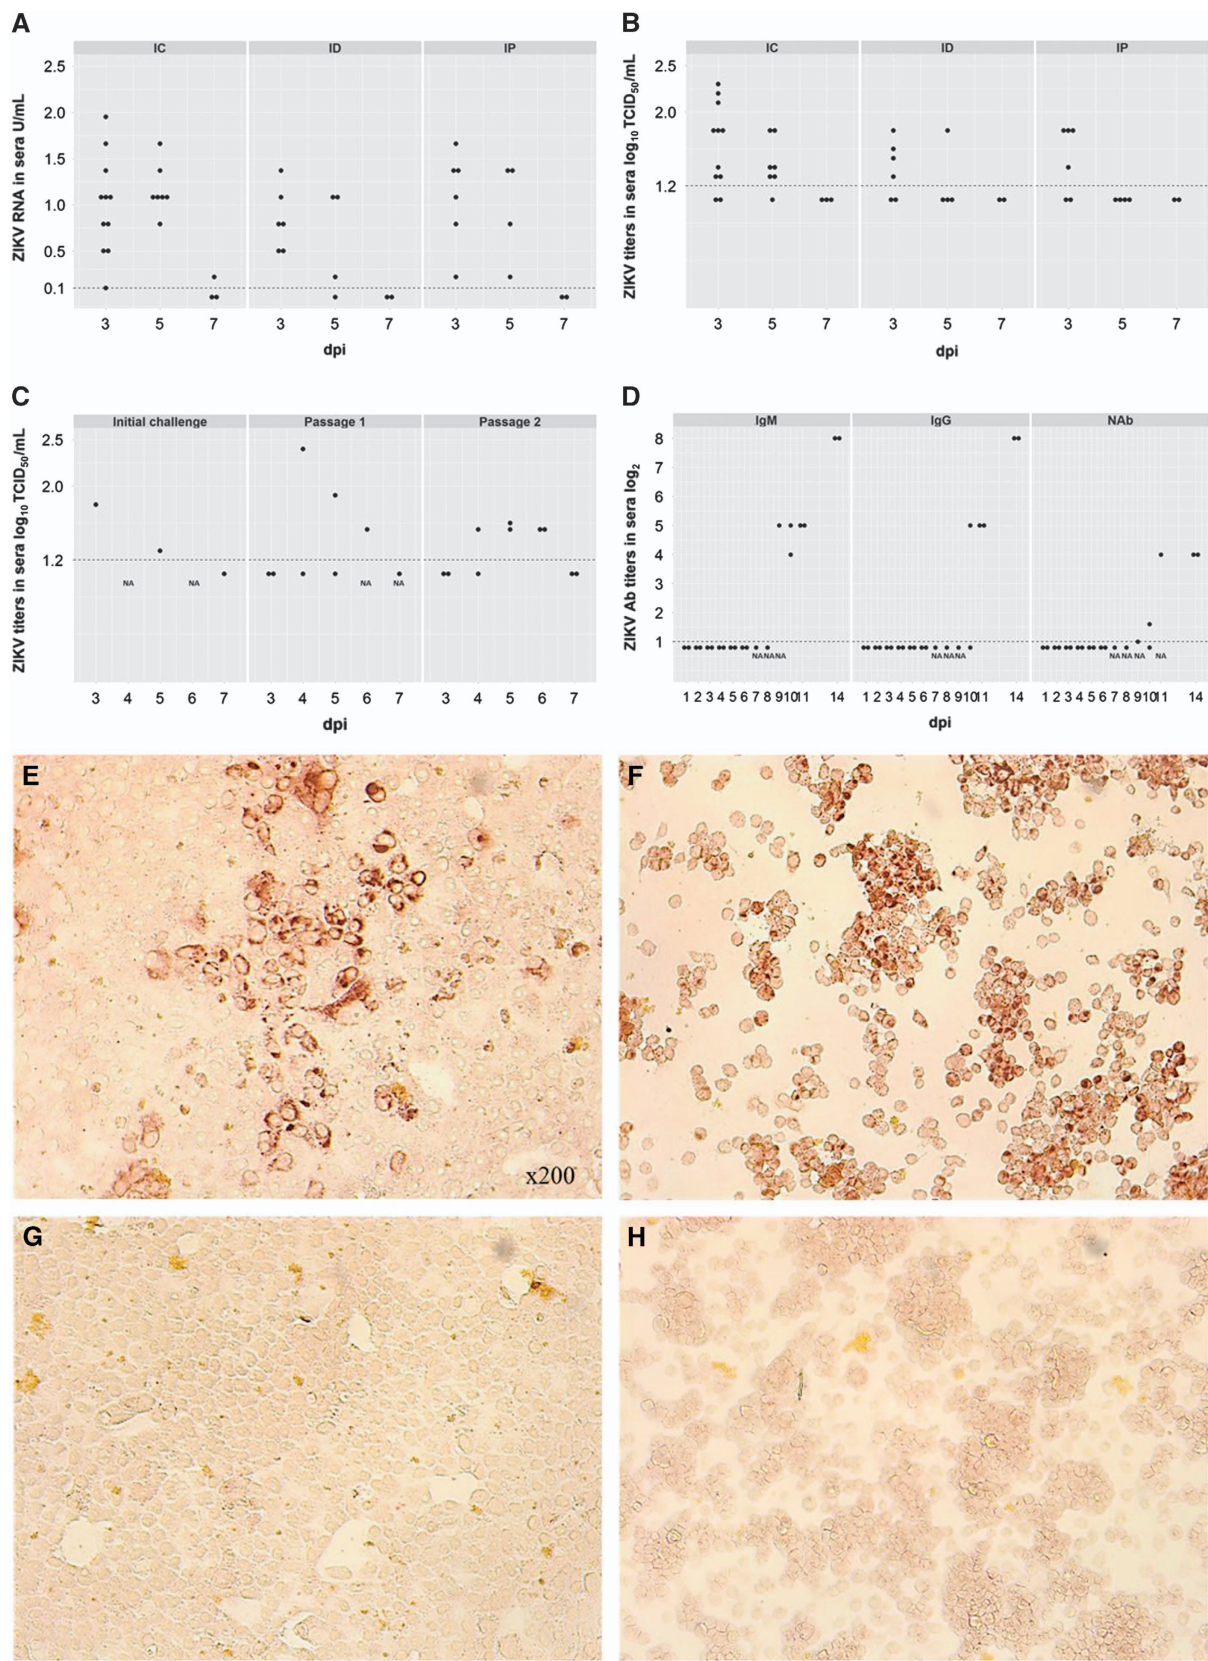 A
IC ID IP
ZIKV RNA in sera U/mL
2.5
2.0
1.5
1.0
0.5
0.1
3 5 7 3 5 7 3 5 7
dpi
B
IC ID IP
ZIKV titers in sera log10 TCID50/mL
2.5
2.0
1.2
3 5 7 3 5 7 3 5 7
dpi
C
Initial challenge Passage 1 Passage 2
ZIKV titers in sera log10 TCID50/mL
2.5
2.0
1.2
NA NA NA NA
3 4 5 6 7 3 4 5 6 7 3 4 5 6 7
dpi
D
IgM IgG NAb
ZIKV Ab titers in sera log2
8
7
6
5
4
3
2
1
NA NA NA NA NA NA NA NA NA NA
1 2 3 4 5 6 7 8 9 10 11 14 1 2 3 4 5 6 7 8 9 10 11 14 1 2 3 4 5 6 7 8 9 10 11 14
dpi
E
x200
F
G
H